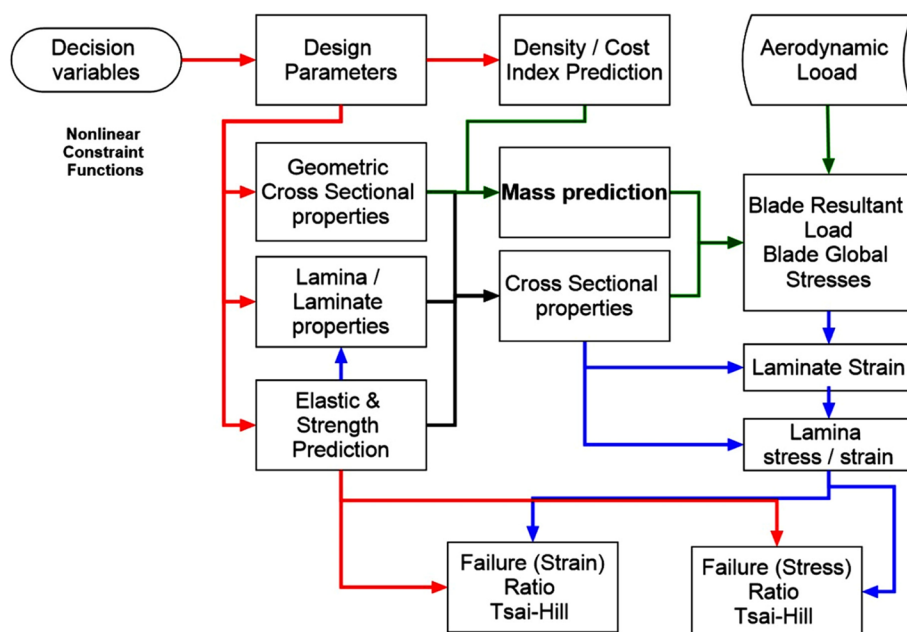 Decision
variables
Design
Parameters
Density / Cost
Index Prediction
Aerodynamic
Looad
Nonlinear
Constraint
Functions
Geometric
Cross Sectional
properties
Mass prediction
Blade Resultant
Load
Blade Global
Stresses
Lamina /
Laminate
properties
Cross Sectional
properties
Laminate Strain
Elastic &
Strength
Prediction
Lamina
stress / strain
Failure (Strain)
Ratio
Tsai-Hill
Failure (Stress)
Ratio
Tsai-Hill